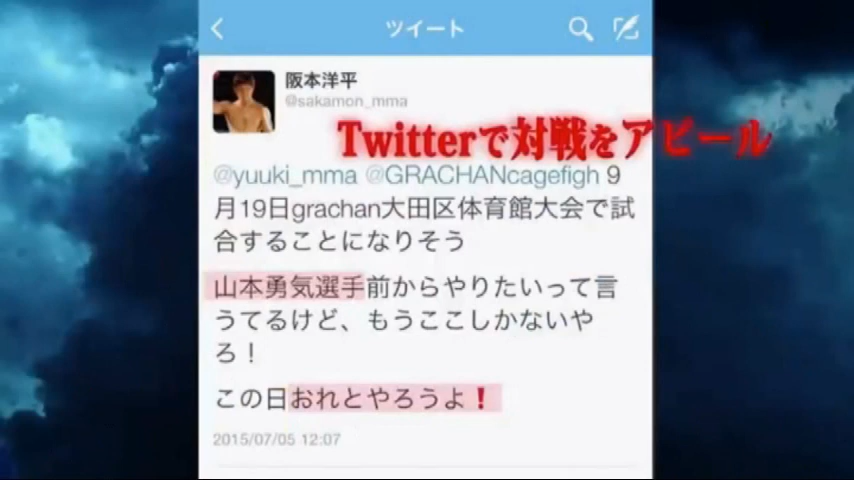 ツイート
阪本洋平
@sakamon_mma
Twitterで対戦をアピール
@yuuki_mma @GRACHANcagefigh 9
月19日grachan大田区体育館大会で試
合することになりそう
山本勇気選手前からやりたいって言
うてるけど、もうここしかないや
ろ！
この日おれとやろうよ❗
2015/07/05 12:07